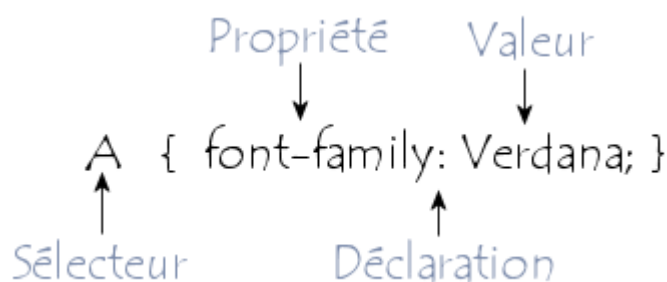 Propriété Valeur
A { font-family: Verdana; }
Sélecteur Déclaration